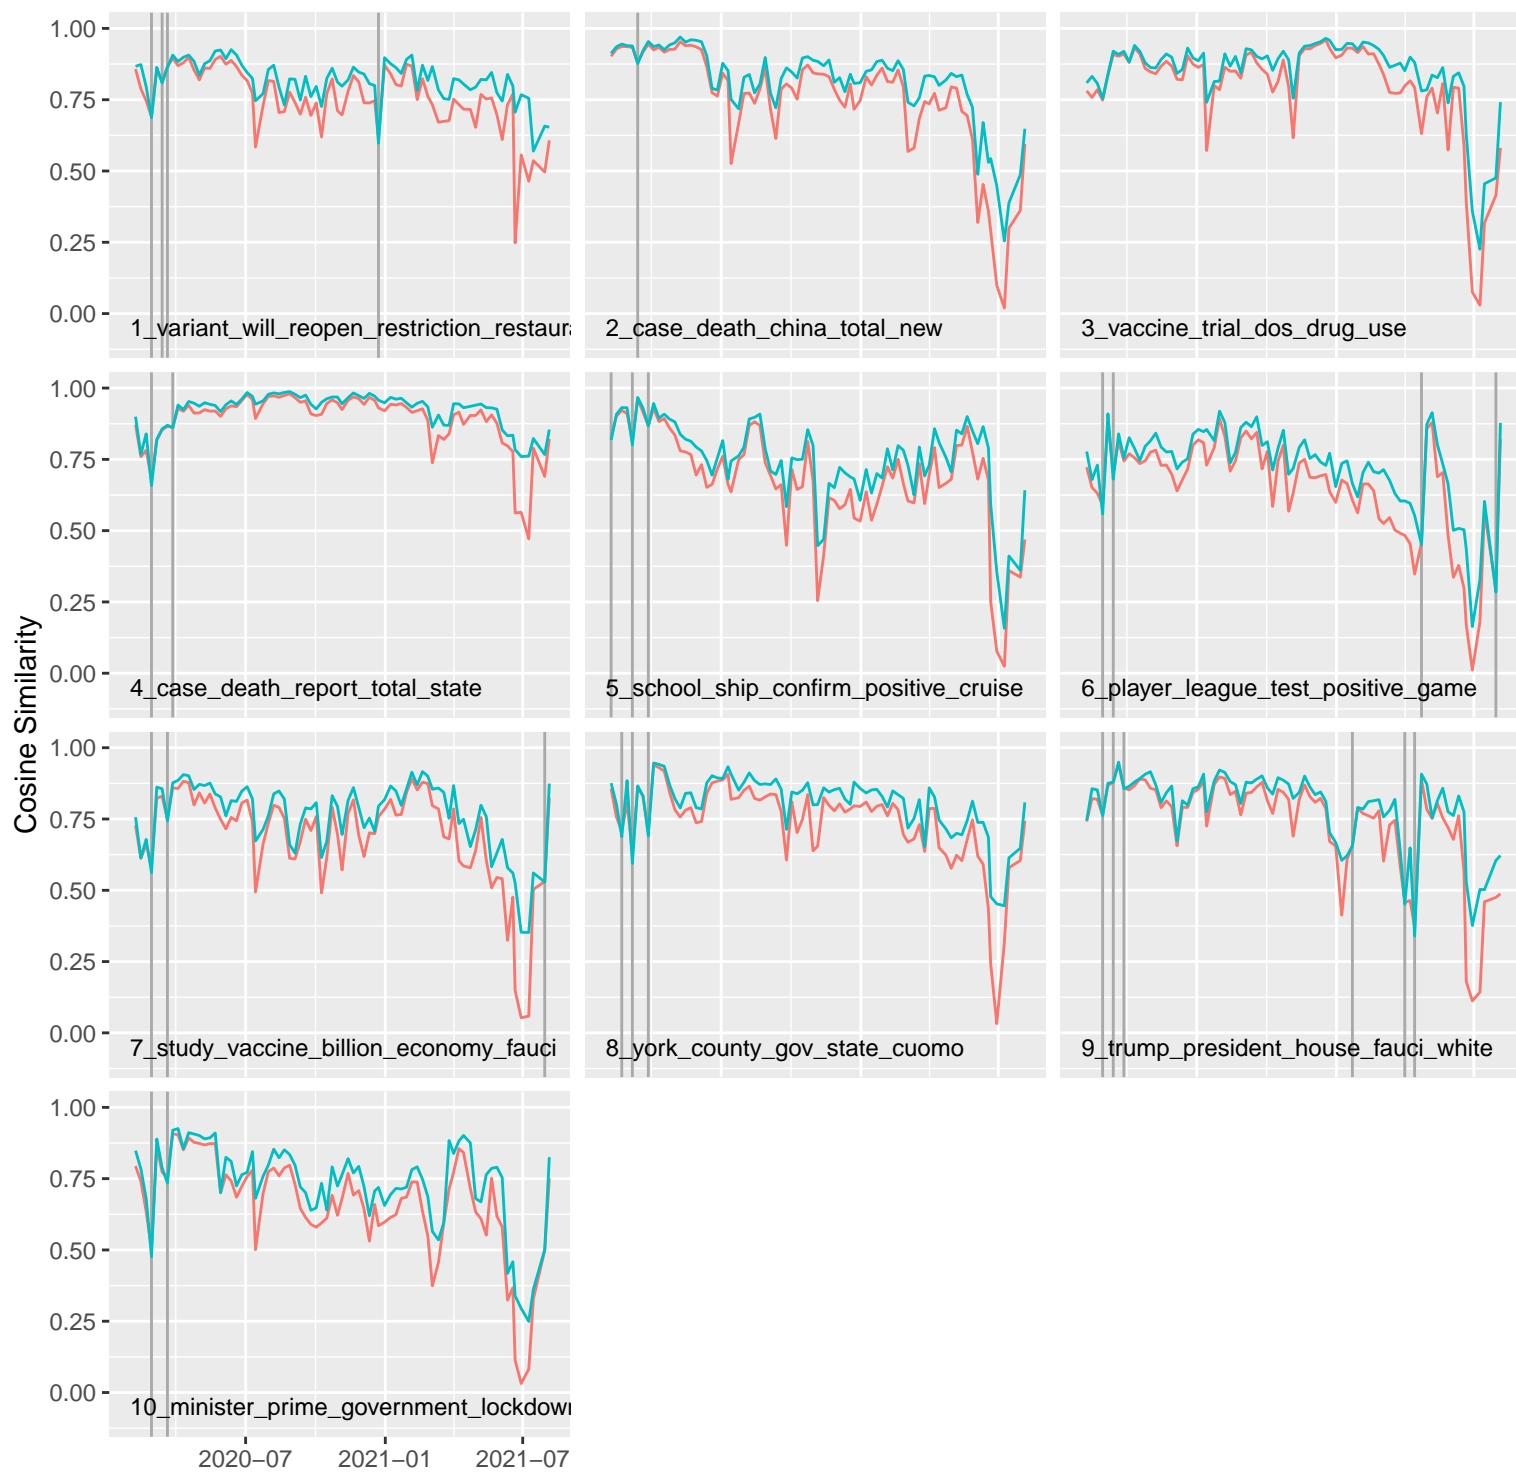 1.00
0.75
0.50
0.25
0.00
1_variant_will_reopen_restriction_restaura
2_case_death_china_total_new
3_vaccine_trial_dos_drug_use
1.00
0.75
0.50
0.25
0.00
4_case_death_report_total_state
5_school_ship_confirm_positive_cruise
6_player_league_test_positive_game
Cosine Similarity
1.00
0.75
0.50
0.25
0.00
7_study_vaccine_billion_economy_fauci
8_york_county_gov_state_cuomo
9_trump_president_house_fauci_white
1.00
0.75
0.50
0.25
0.00
10_minister_prime_government_lockdown
2020−07 2021−01 2021−07